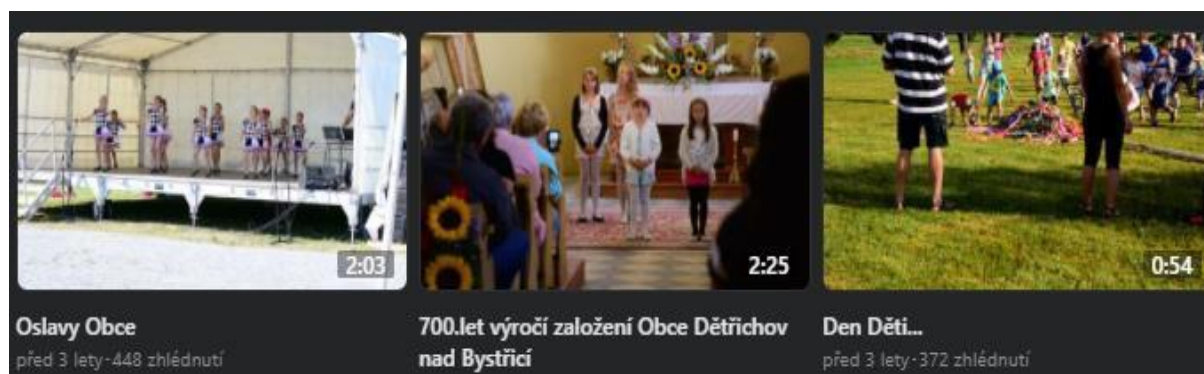 2:03
2:25
0:54
Oslavy Obce
před 3 lety · 448 zhlédnutí
700.let výročí založení Obce Dětřichov
nad Bystřicí
Den Děti...
před 3 lety · 372 zhlédnutí